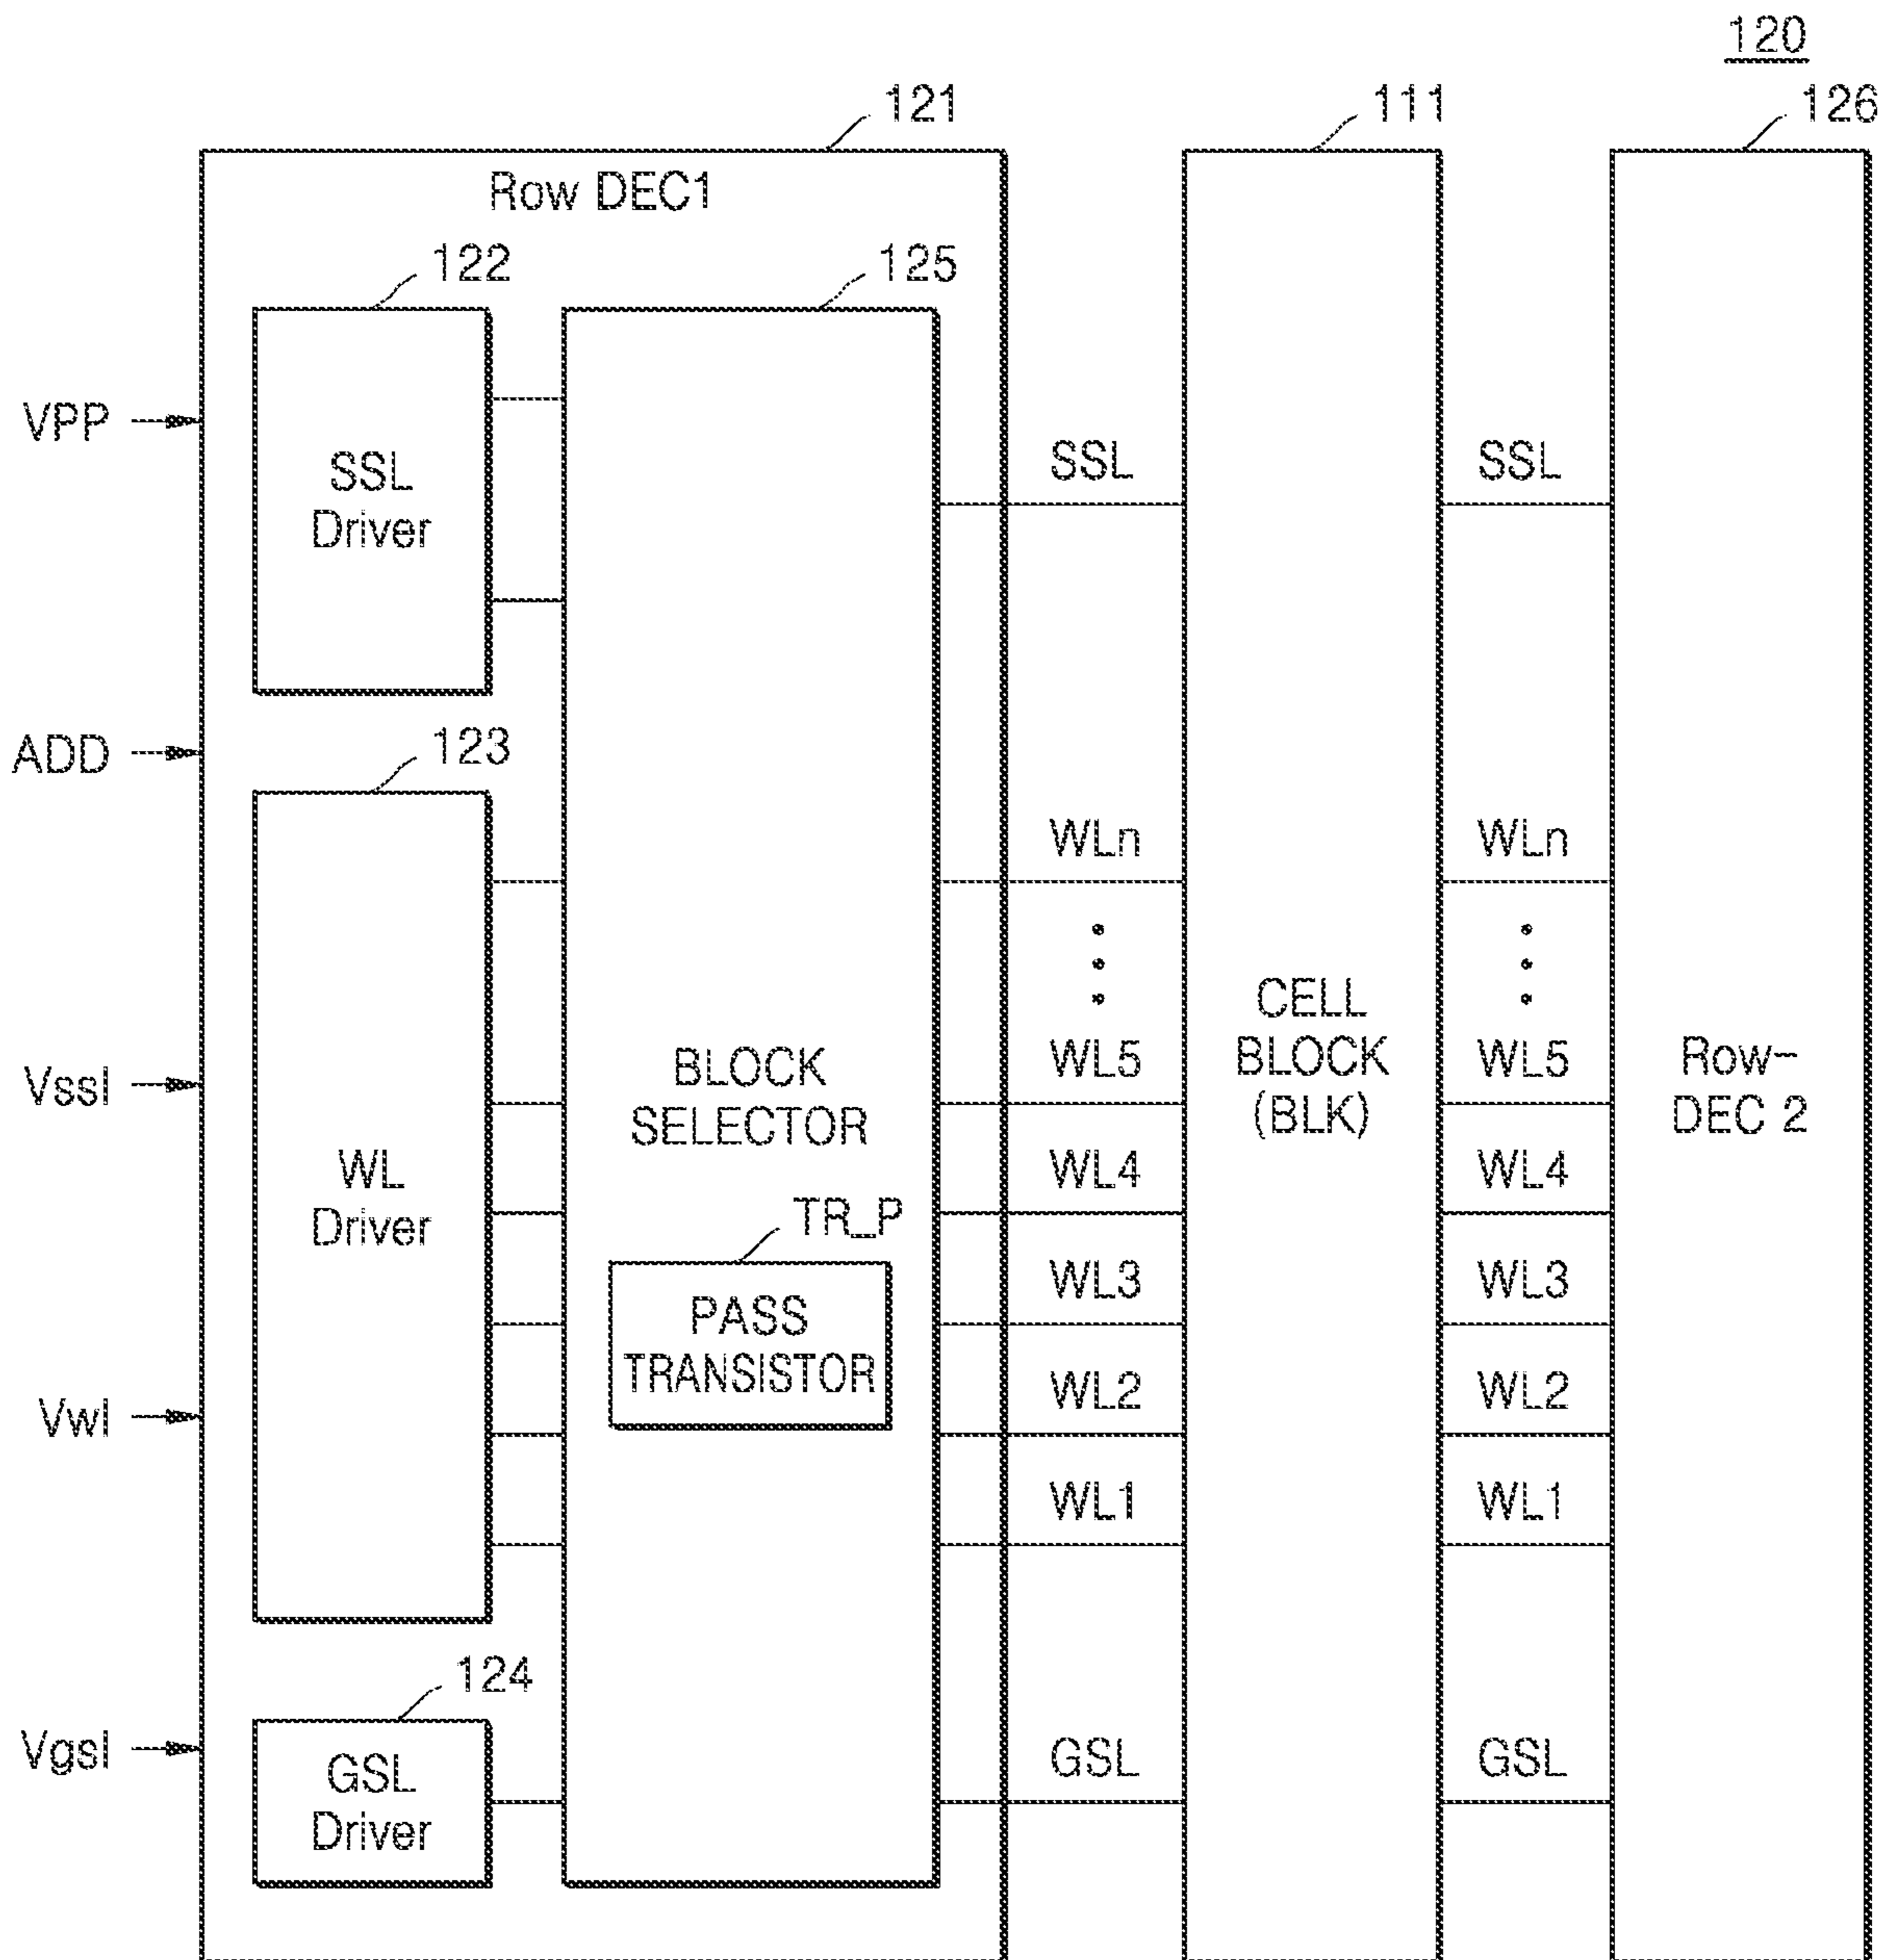 120
121
111
126
Row DEC1
122
125
VPP
SSL
Driver
SSL
SSL
ADD
123
WLn
WLn
CELL
BLOCK
(BLK)
WL5
WL5
Row-
DEC 2
Vssl
BLOCK
SELECTOR
WL
Driver
WL4
WL4
TR_P
WL3
WL3
PASS
TRANSISTOR
Vwl
WL2
WL2
WL1
WL1
124
Vgsl
GSL
Driver
GSL
GSL